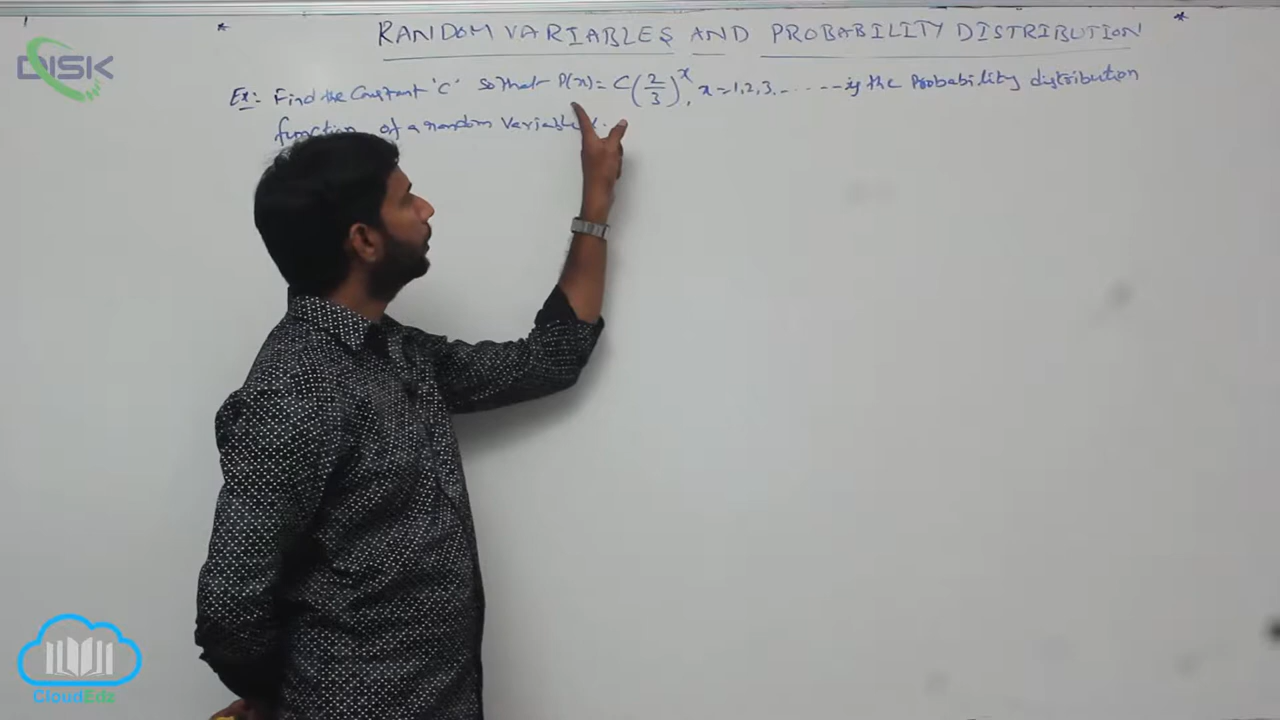 DISK
* RANDOM VARIABLES AND PROBABILITY DISTRIBUTION *
Ex:- Find the Constant 'C' so that P(x) = C(2/3)^x, x = 1,2,3,------ is the Probability distribution
function of a random Variable
CloudEdz